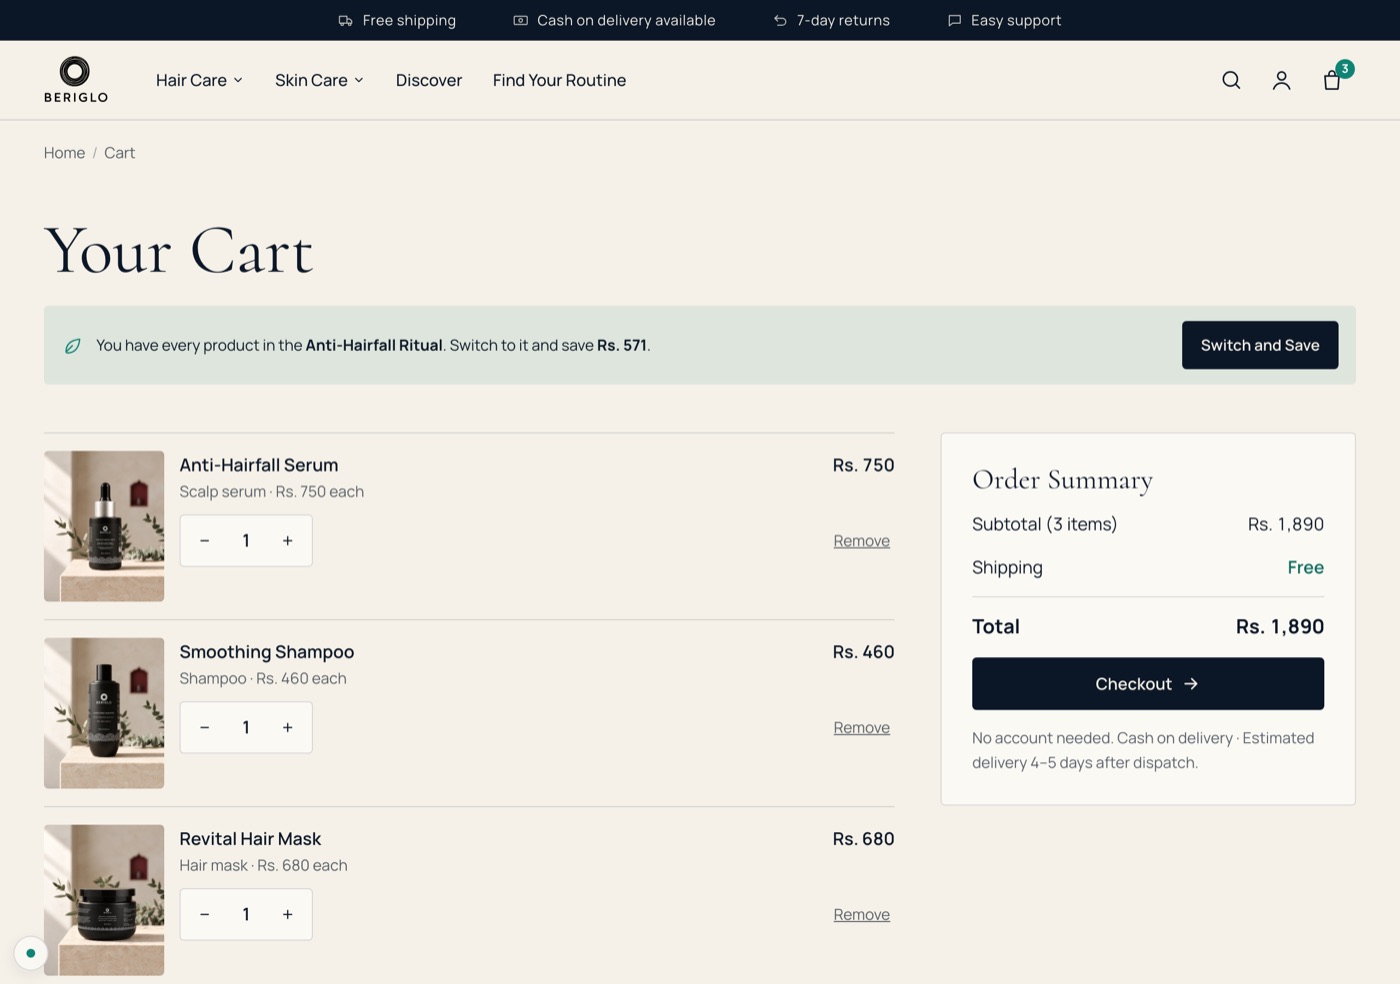 Free shipping
Cash on delivery available
7-day returns
Easy support
BERIGLO
Hair Care
Skin Care
Discover
Find Your Routine
3
Home / Cart
Your Cart
You have every product in the Anti-Hairfall Ritual. Switch to it and save Rs. 571.
Switch and Save
Anti-Hairfall Serum
Rs. 750
Scalp serum · Rs. 750 each
− 1 +
Remove
Smoothing Shampoo
Rs. 460
Shampoo · Rs. 460 each
− 1 +
Remove
Revital Hair Mask
Rs. 680
Hair mask · Rs. 680 each
− 1 +
Remove
Order Summary
Subtotal (3 items) Rs. 1,890
Shipping Free
Total Rs. 1,890
Checkout →
No account needed. Cash on delivery · Estimated
delivery 4–5 days after dispatch.